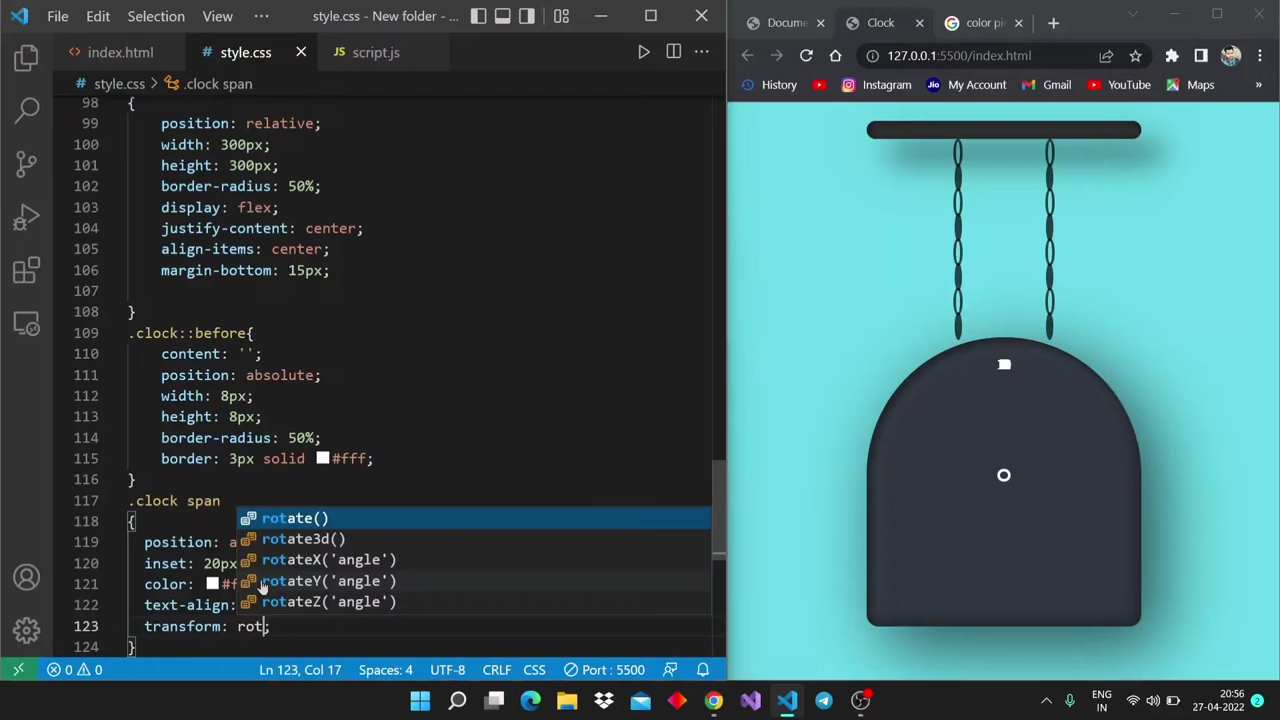 File Edit Selection View ··· style.css - New folder - ...
index.html style.css script.js
style.css > .clock span
98 {
99 position: relative;
100 width: 300px;
101 height: 300px;
102 border-radius: 50%;
103 display: flex;
104 justify-content: center;
105 align-items: center;
106 margin-bottom: 15px;
107
108 }
109 .clock::before{
110 content: '';
111 position: absolute;
112 width: 8px;
113 height: 8px;
114 border-radius: 50%;
115 border: 3px solid #fff;
116 }
117 .clock span
118 {
rotate()
119 position: a
rotate3d()
120 inset: 20px
rotateX('angle')
121 color: #f
rotateY('angle')
122 text-align:
rotateZ('angle')
123 transform: rot;
124 }
0 0 Ln 123, Col 17 Spaces: 4 UTF-8 CRLF CSS Port : 5500
Docume Clock color pic
127.0.0.1:5500/index.html
History Instagram Jio My Account Gmail YouTube Maps »
ENG
IN
20:56
27-04-2022
2